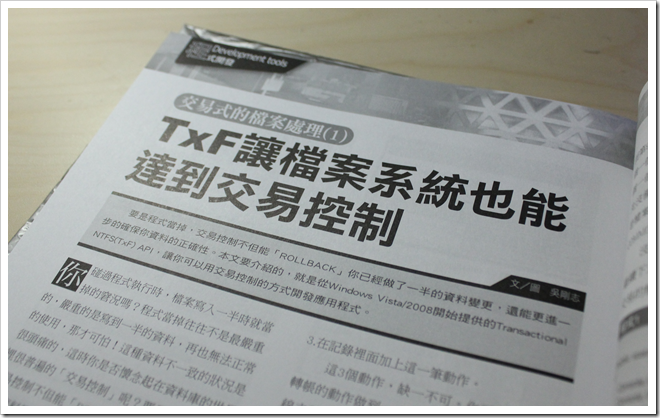 Development tools
程式開發
交易式的檔案處理(1)
TxF讓檔案系統也能
達到交易控制
要是程式當掉，交易控制不但能「ROLLBACK」你已經做了一半的資料變更，還能更進一
步的確保你資料的正確性。本文要介紹的，就是從Windows Vista/2008開始提供的Transactional
NTFS(TxF) API，讓你可以用交易控制的方式開發應用程式。
文／圖 吳剛志
你碰過程式執行時，檔案寫入一半時就當
掉的窘況嗎？程式當掉往往不是最嚴重
的，嚴重的是寫到一半的資料，再也無法正常
的使用，那才可怕！這種資料不一致的狀況是
很頭痛的，這時你是否懷念起在資料庫的
很普遍的「交易控制」呢？
3.在記錄裡面加上這一筆動作。
這3個動作，缺一不可。
轉帳的動作做